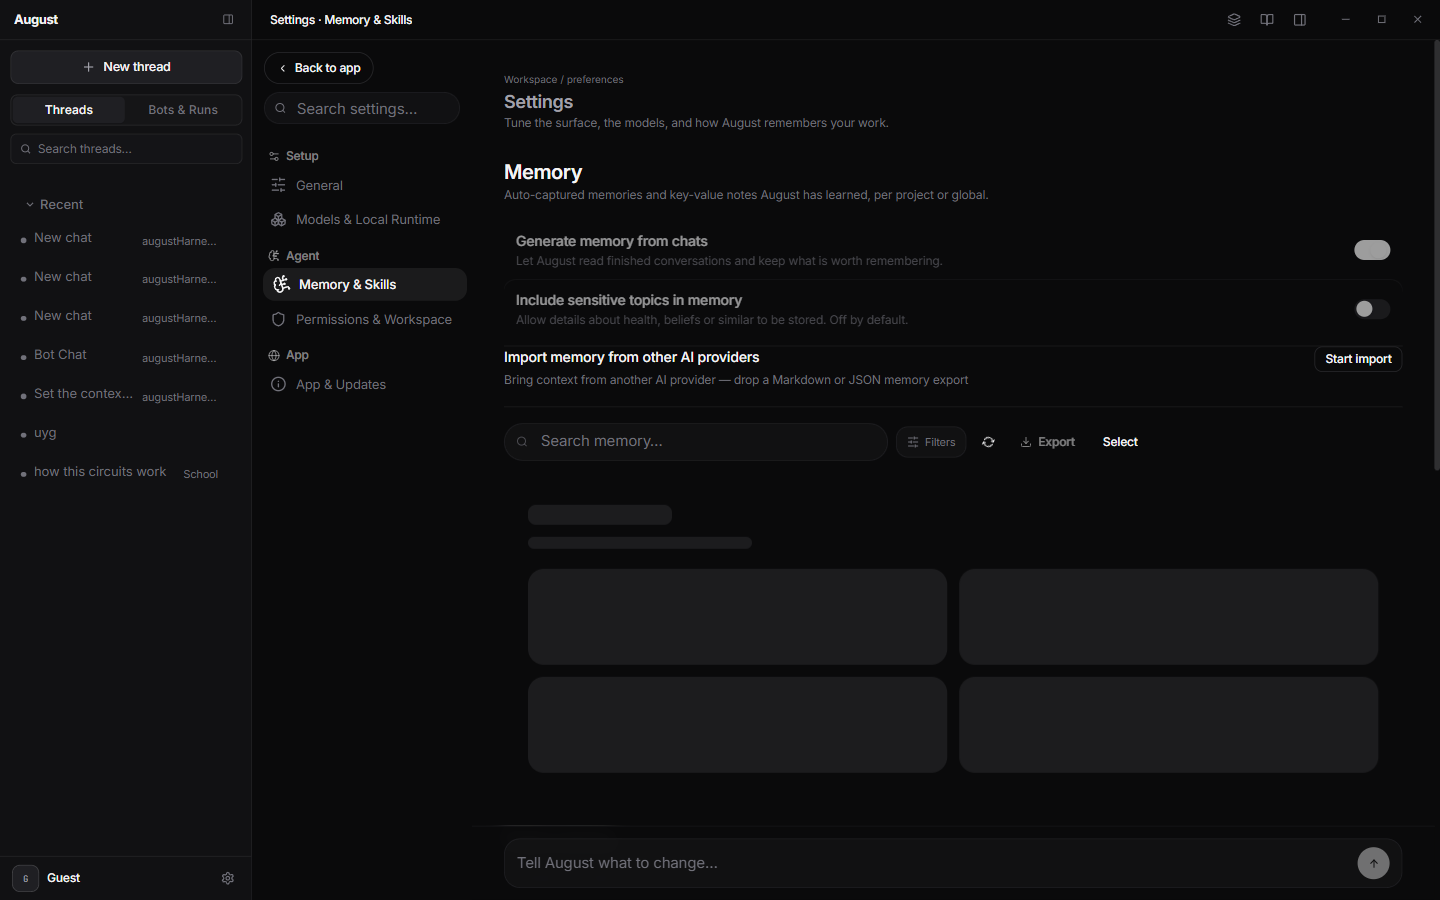 August
Settings · Memory & Skills
New thread
Threads
Bots & Runs
Search threads...
Recent
New chat
augustHarne...
New chat
augustHarne...
New chat
augustHarne...
Bot Chat
augustHarne...
Set the contex...
augustHarne...
uyg
how this circuits work
School
G
Guest
Back to app
Search settings...
Setup
General
Models & Local Runtime
Agent
Memory & Skills
Permissions & Workspace
App
App & Updates
Workspace / preferences
Settings
Tune the surface, the models, and how August remembers your work.
Memory
Auto-captured memories and key-value notes August has learned, per project or global.
Generate memory from chats
Let August read finished conversations and keep what is worth remembering.
Include sensitive topics in memory
Allow details about health, beliefs or similar to be stored. Off by default.
Import memory from other AI providers
Bring context from another AI provider — drop a Markdown or JSON memory export
Start import
Search memory...
Filters
Export
Select
Tell August what to change...